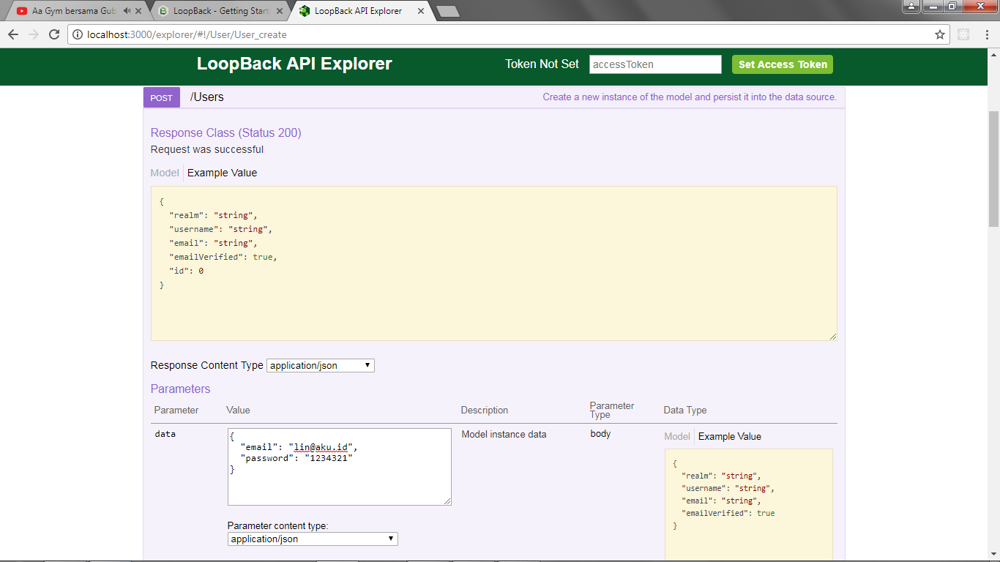 Aa Gym bersama Gub
LoopBack - Getting Starte
LoopBack API Explorer
localhost:3000/explorer/#!/User/User_create
LoopBack API Explorer
Token Not Set
accessToken
Set Access Token
POST
/Users
Create a new instance of the model and persist it into the data source.
Response Class (Status 200)
Request was successful
Model
Example Value
{
"realm": "string",
"username": "string",
"email": "string",
"emailVerified": true,
"id": 0
}
Response Content Type
application/json
Parameters
Parameter
Value
Description
Parameter
Type
Data Type
data
{
"email": "lin@aku.id",
"password": "1234321"
}
Parameter content type:
application/json
Model instance data
body
Model
Example Value
{
"realm": "string",
"username": "string",
"email": "string",
"emailVerified": true
}